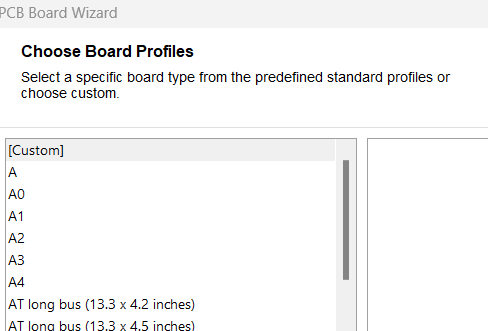 PCB Board Wizard
Choose Board Profiles
Select a specific board type from the predefined standard profiles or
choose custom.
[Custom]
A
A0
A1
A2
A3
A4
AT long bus (13.3 x 4.2 inches)
AT long bus (13.3 x 4.5 inches)